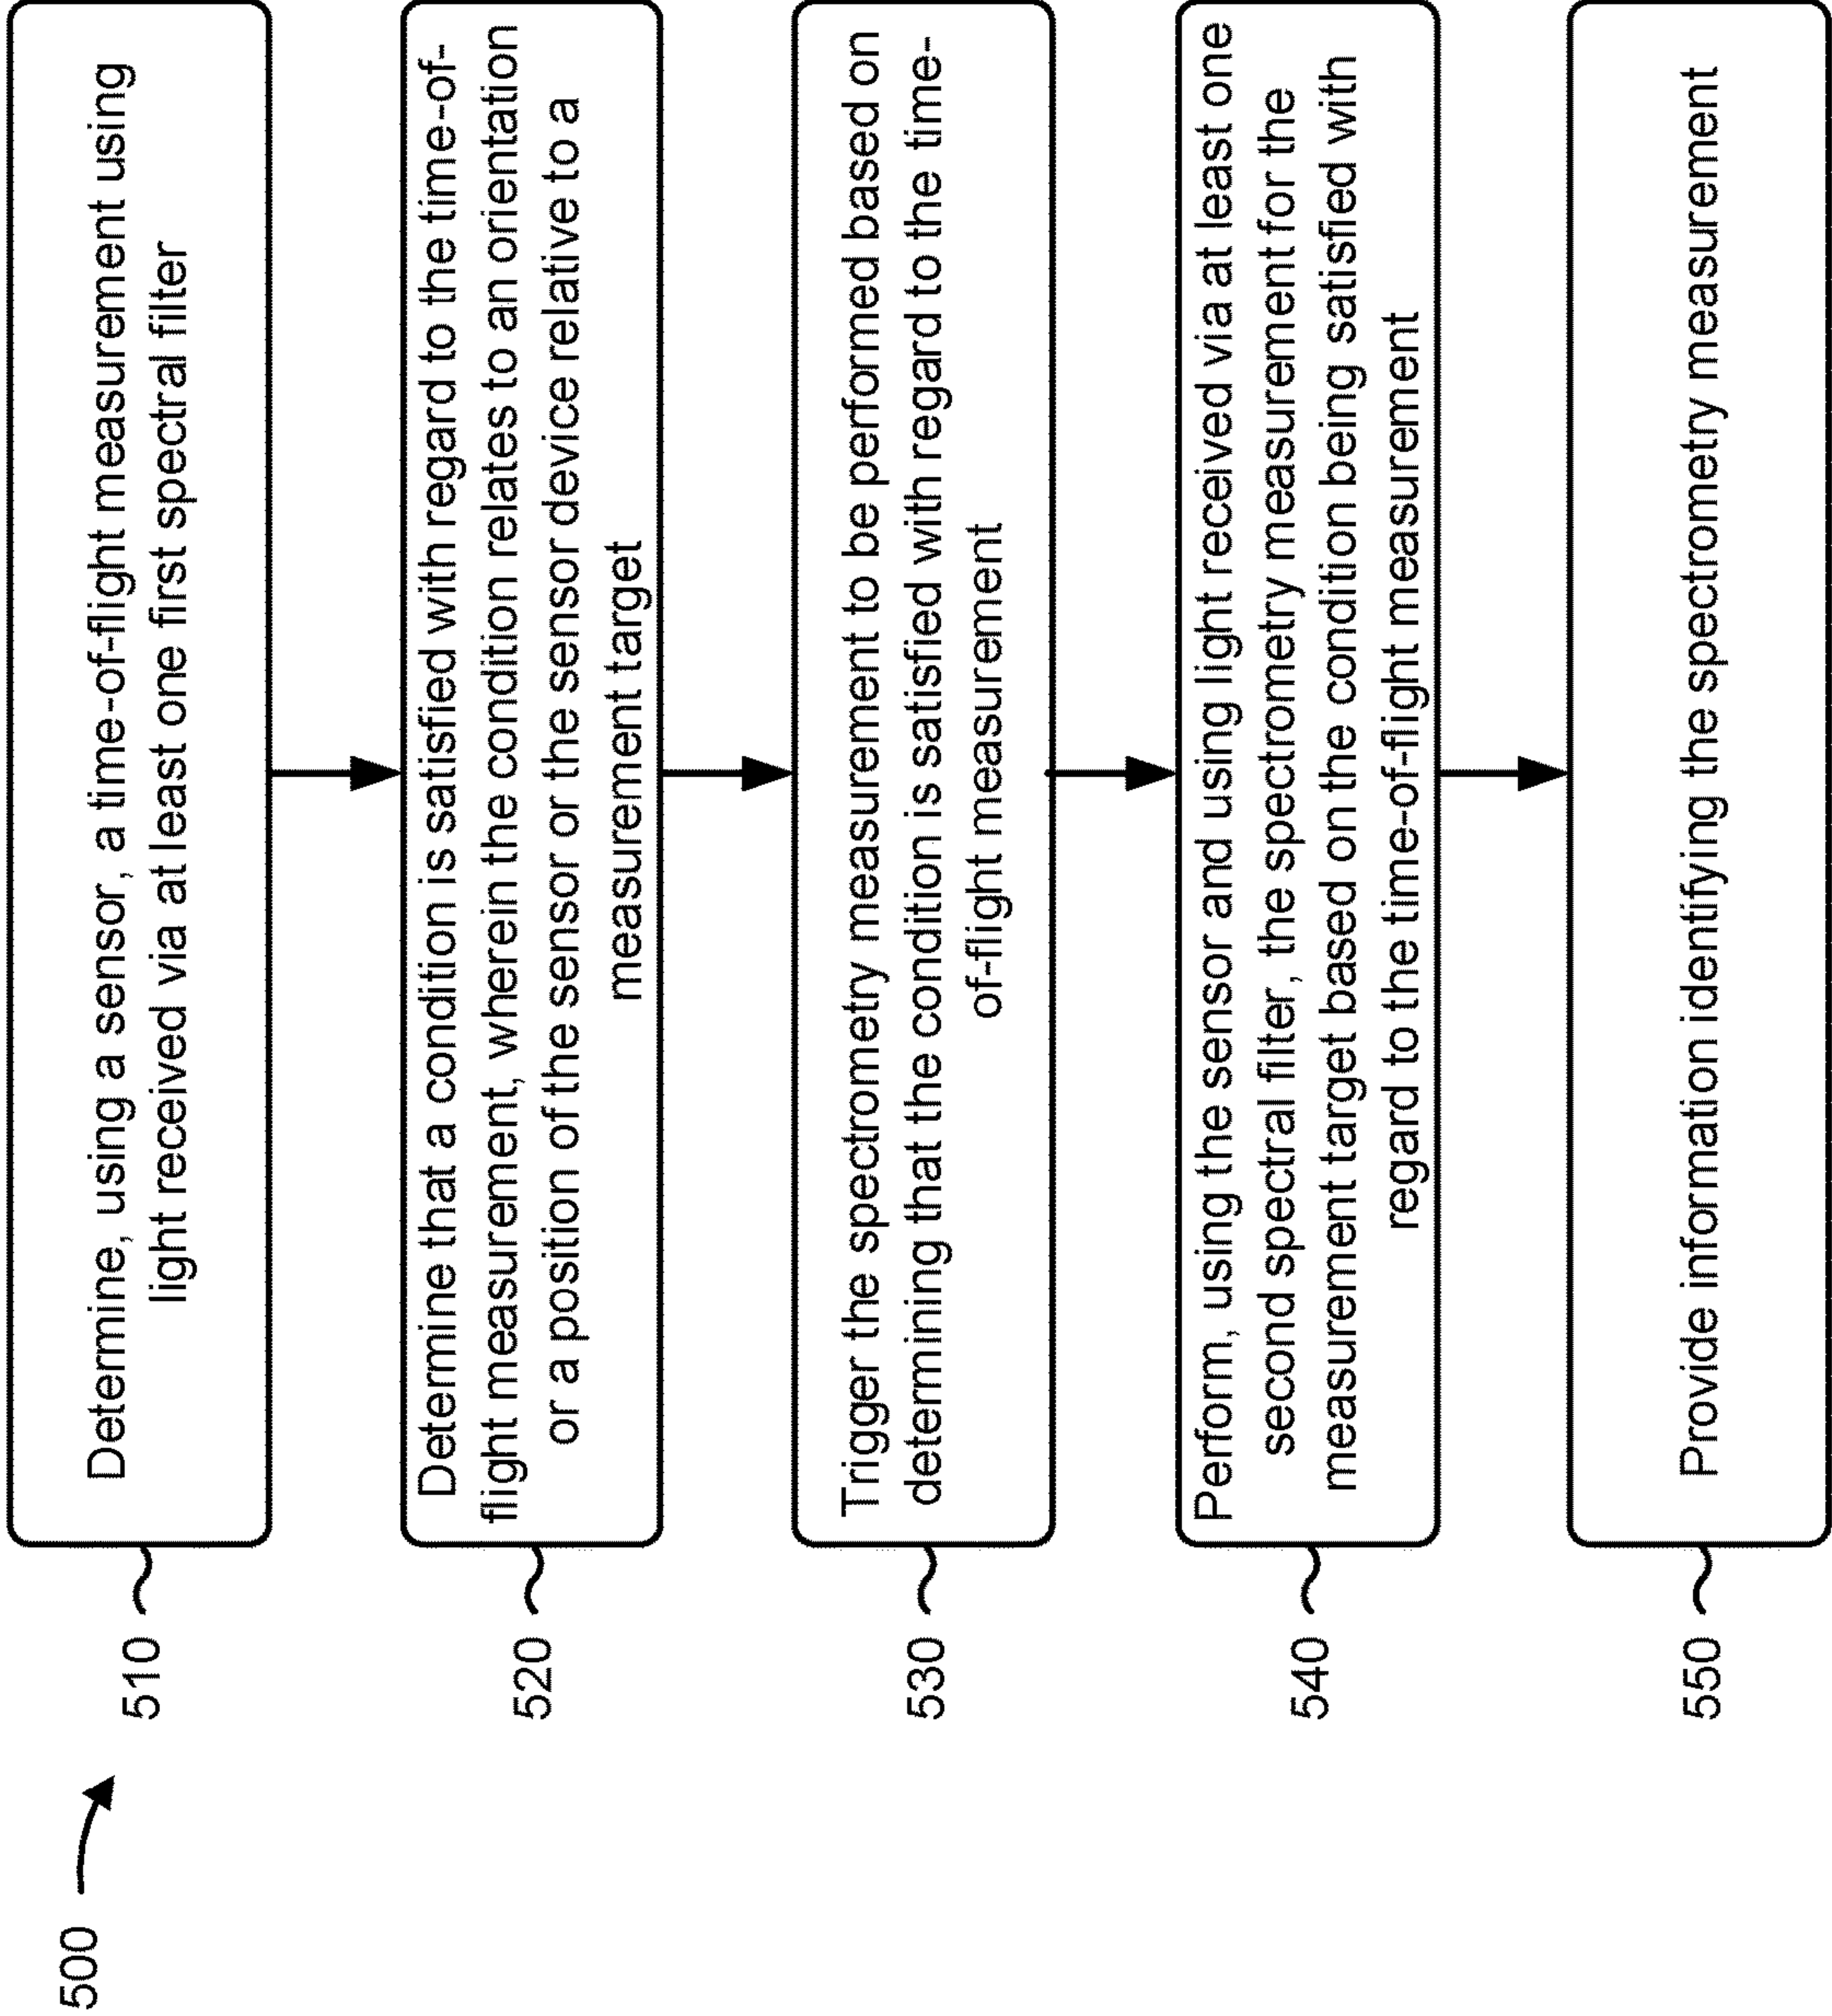 500
510
Determine, using a sensor, a time-of-flight measurement using
light received via at least one first spectral filter
520
Determine that a condition is satisfied with regard to the time-of-
flight measurement, wherein the condition relates to an orientation
or a position of the sensor or the sensor device relative to a
measurement target
530
Trigger the spectrometry measurement to be performed based on
determining that the condition is satisfied with regard to the time-
of-flight measurement
540
Perform, using the sensor and using light received via at least one
second spectral filter, the spectrometry measurement for the
measurement target based on the condition being satisfied with
regard to the time-of-flight measurement
550
Provide information identifying the spectrometry measurement